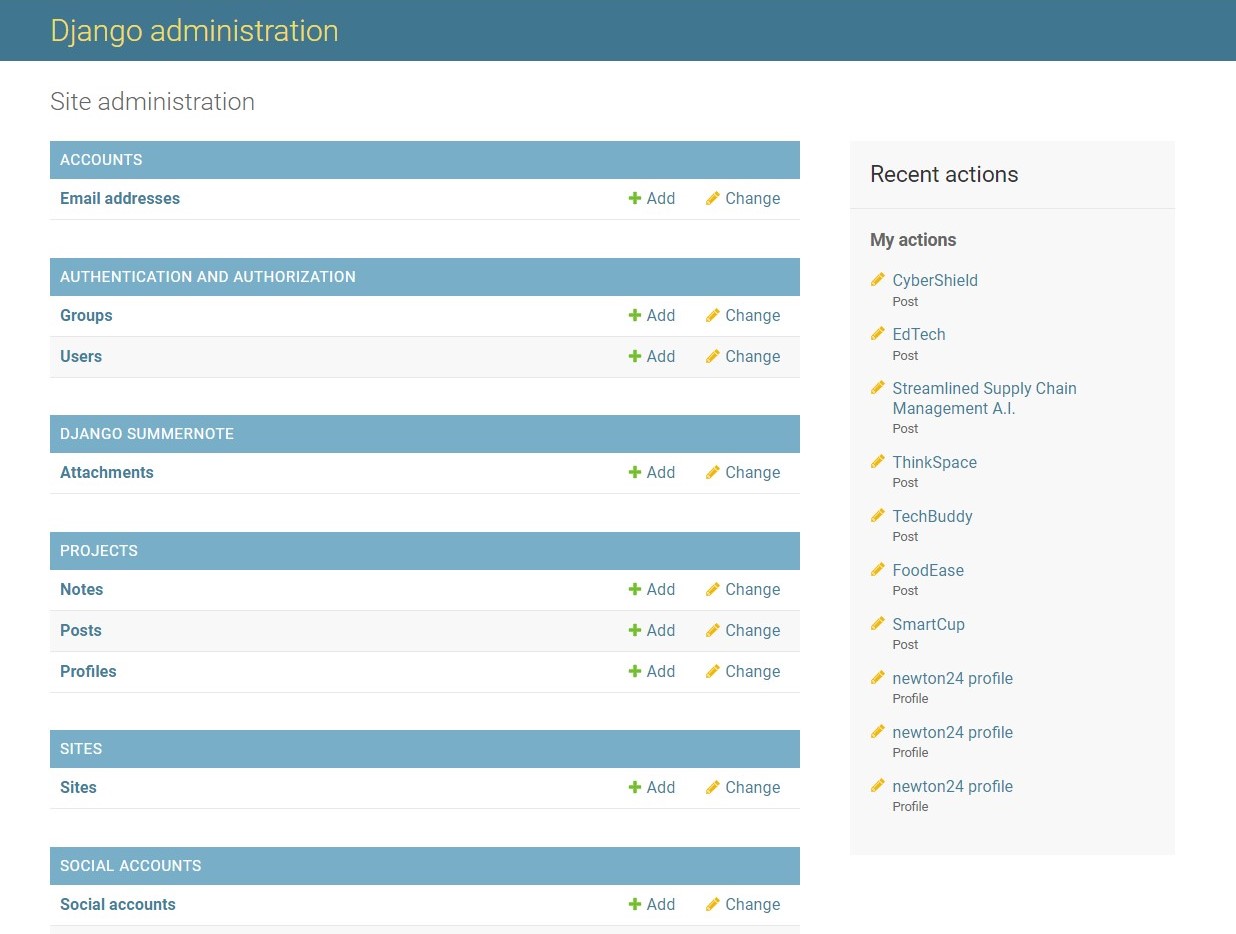 Django administration
Site administration
ACCOUNTS
Email addresses Add Change
AUTHENTICATION AND AUTHORIZATION
Groups Add Change
Users Add Change
DJANGO SUMMERNOTE
Attachments Add Change
PROJECTS
Notes Add Change
Posts Add Change
Profiles Add Change
SITES
Sites Add Change
SOCIAL ACCOUNTS
Social accounts Add Change
Recent actions
My actions
CyberShield
Post
EdTech
Post
Streamlined Supply Chain
Management A.I.
Post
ThinkSpace
Post
TechBuddy
Post
FoodEase
Post
SmartCup
Post
newton24 profile
Profile
newton24 profile
Profile
newton24 profile
Profile